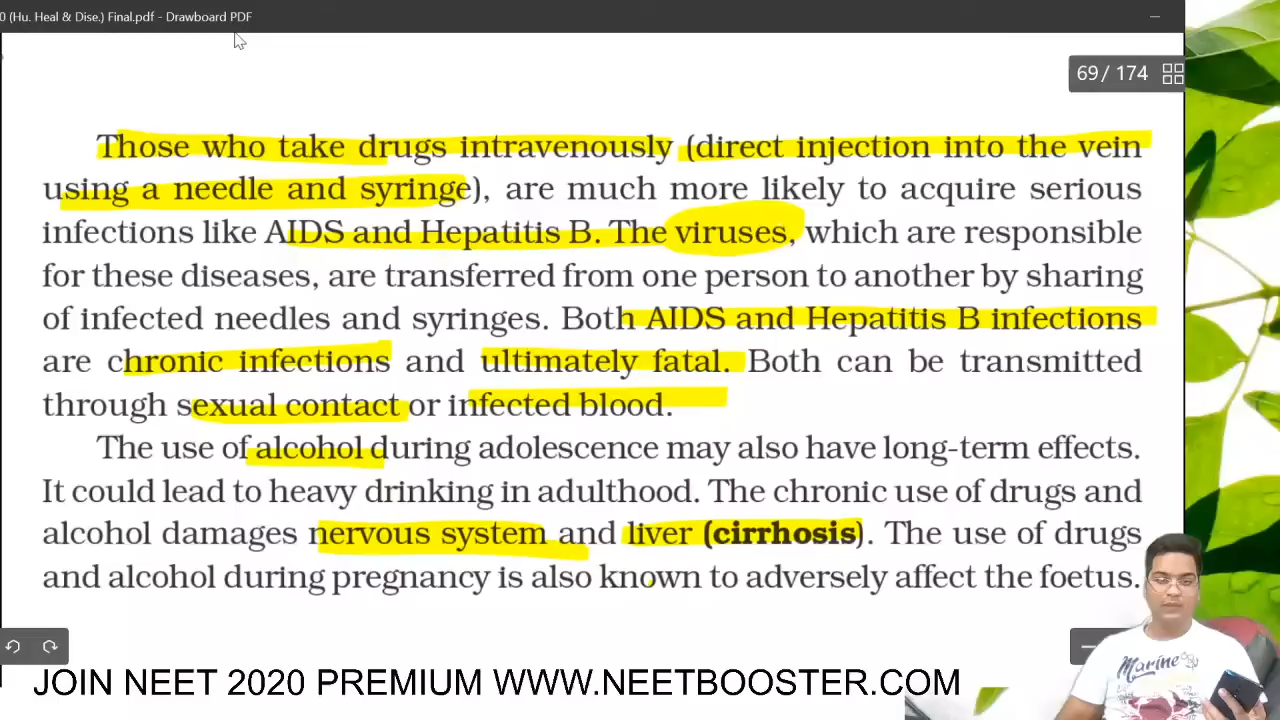 0 (Hu. Heal & Dise.) Final.pdf - Drawboard PDF
69 / 174
Those who take drugs intravenously (direct injection into the vein
using a needle and syringe), are much more likely to acquire serious
infections like AIDS and Hepatitis B. The viruses, which are responsible
for these diseases, are transferred from one person to another by sharing
of infected needles and syringes. Both AIDS and Hepatitis B infections
are chronic infections and ultimately fatal. Both can be transmitted
through sexual contact or infected blood.
The use of alcohol during adolescence may also have long-term effects.
It could lead to heavy drinking in adulthood. The chronic use of drugs and
alcohol damages nervous system and liver (cirrhosis). The use of drugs
and alcohol during pregnancy is also known to adversely affect the foetus.
Marine
JOIN NEET 2020 PREMIUM WWW.NEETBOOSTER.COM